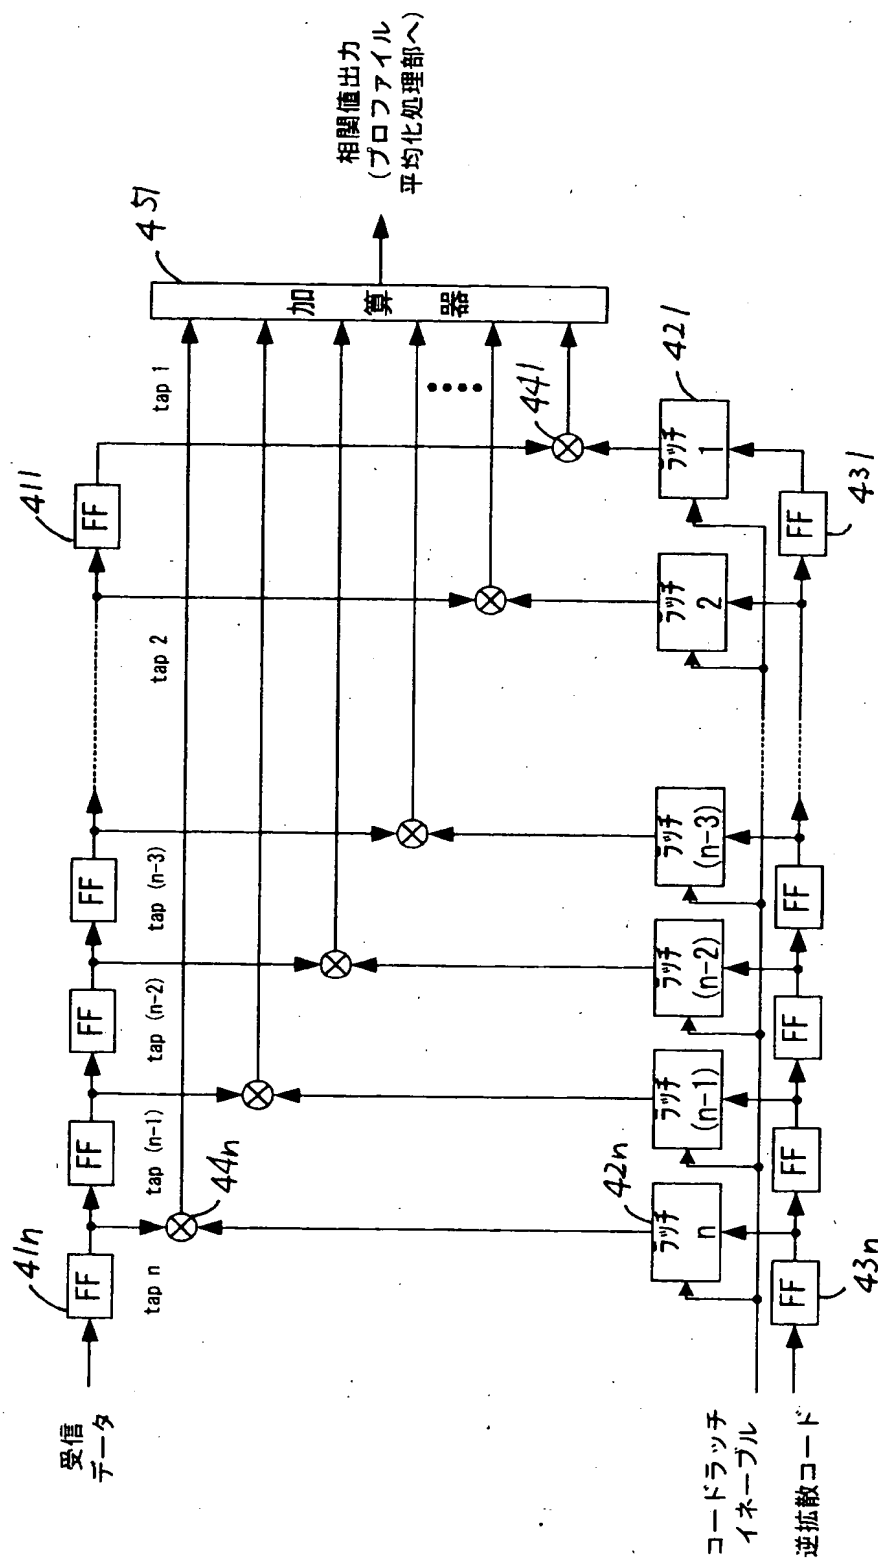 受信
データ
41n
FF
FF
FF
FF
FF
411
tap n
tap (n-1)
tap (n-2)
tap (n-3)
tap 2
tap 1
44n
441
加算器
451
相関値出力
(プロファイル
平均化処理部へ)
42n
ラッチ
n
ラッチ
(n-1)
ラッチ
(n-2)
ラッチ
(n-3)
ラッチ
2
ラッチ
1
421
コードラッチ
イネーブル
逆拡散コード
FF
43n
FF
FF
FF
FF
431